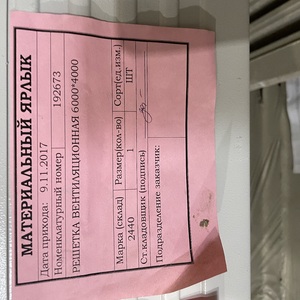 МАТЕРИАЛЬНЫЙ ЯРЛЫК
Дата прихода: 9.11.2017
Номенклатурный номер 192673
РЕШЕТКА ВЕНТИЛЯЦИОННАЯ 6000*4000
Марка (склад) Размер(кол-во) Сорт(ед.изм.)
2440 1 ШТ
Ст.кладовщик (подпись)
Подразделение заказчик: